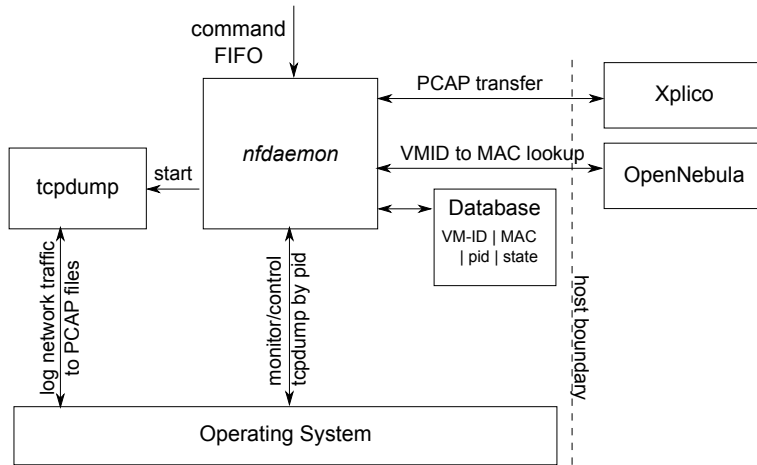 command
FIFO
PCAP transfer
Xplico
nfdaemon
VMID to MAC lookup
OpenNebula
tcpdump
start
Database
VM-ID | MAC
| pid | state
log network traffic
to PCAP files
monitor/control
tcpdump by pid
host boundary
Operating System